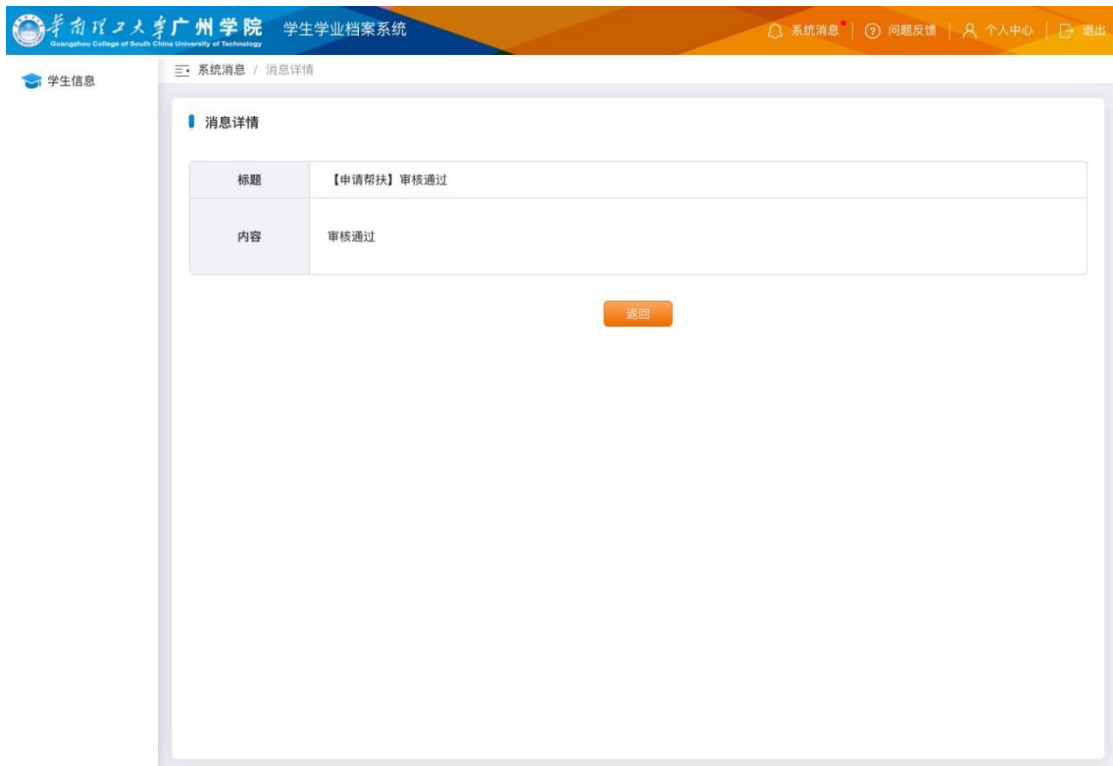 华南理工大学广州学院 学生学业档案系统 系统消息 问题反馈 个人中心 退出
Guangzhou College of South China University of Technology
学生信息
系统消息 / 消息详情
消息详情
标题 【申请帮扶】审核通过
内容 审核通过
返回